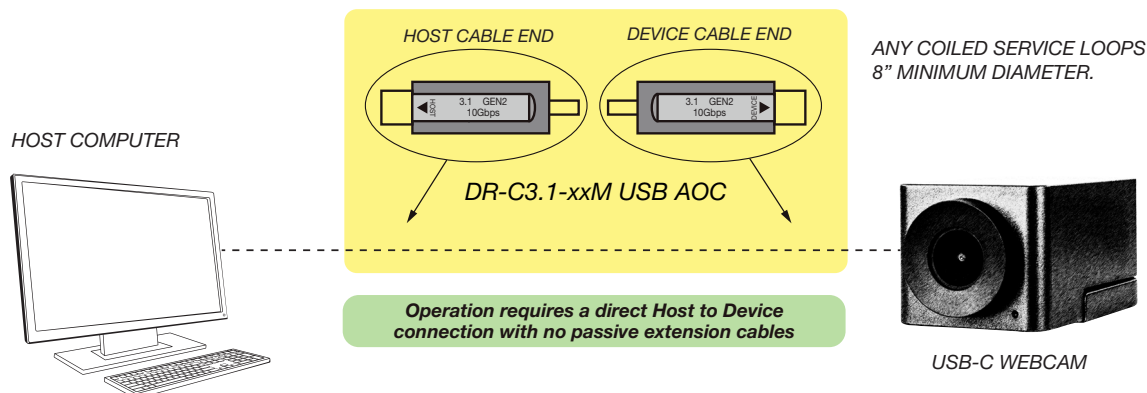 HOST CABLE END
DEVICE CABLE END
ANY COILED SERVICE LOOPS
8” MINIMUM DIAMETER.
HOST
3.1 GEN2
10Gbps
3.1 GEN2
10Gbps
DEVICE
HOST COMPUTER
DR-C3.1-xxM USB AOC
Operation requires a direct Host to Device
connection with no passive extension cables
USB-C WEBCAM